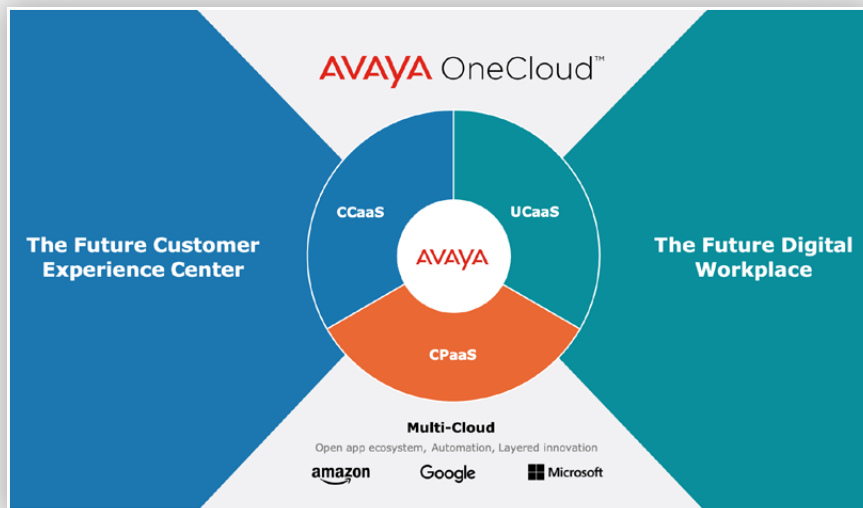 AVAYA OneCloud™
CCaaS
UCaaS
The Future Customer
Experience Center
AVAYA
The Future Digital
Workplace
CPaaS
Multi-Cloud
Open app ecosystem, Automation, Layered innovation
amazon
Google
Microsoft